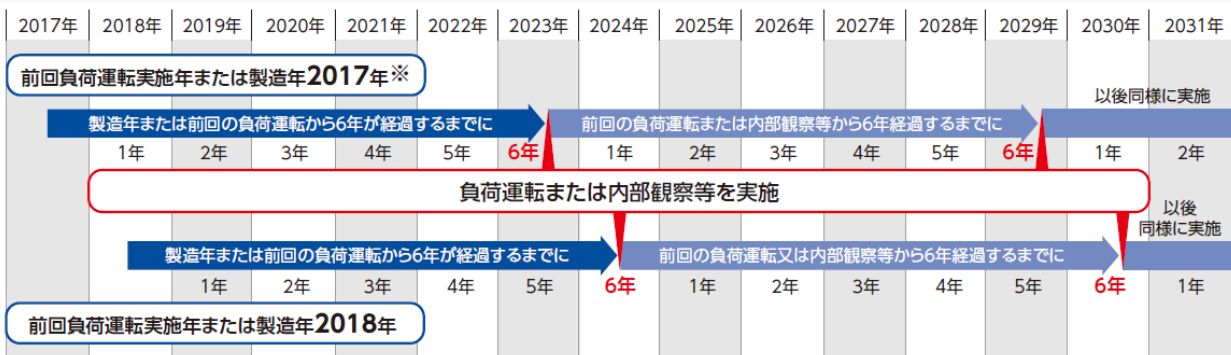 2017年 2018年 2019年 2020年 2021年 2022年 2023年 2024年 2025年 2026年 2027年 2028年 2029年 2030年 2031年
前回負荷運転実施年または製造年2017年※
以後同様に実施
製造年または前回の負荷運転から6年が経過するまでに 前回の負荷運転または内部観察等から6年経過するまでに
1年 2年 3年 4年 5年 6年 1年 2年 3年 4年 5年 6年 1年 2年
負荷運転または内部観察等を実施
以後
同様に実施
製造年または前回の負荷運転から6年が経過するまでに 前回の負荷運転又は内部観察等から6年経過するまでに
1年 2年 3年 4年 5年 6年 1年 2年 3年 4年 5年 6年 1年
前回負荷運転実施年または製造年2018年